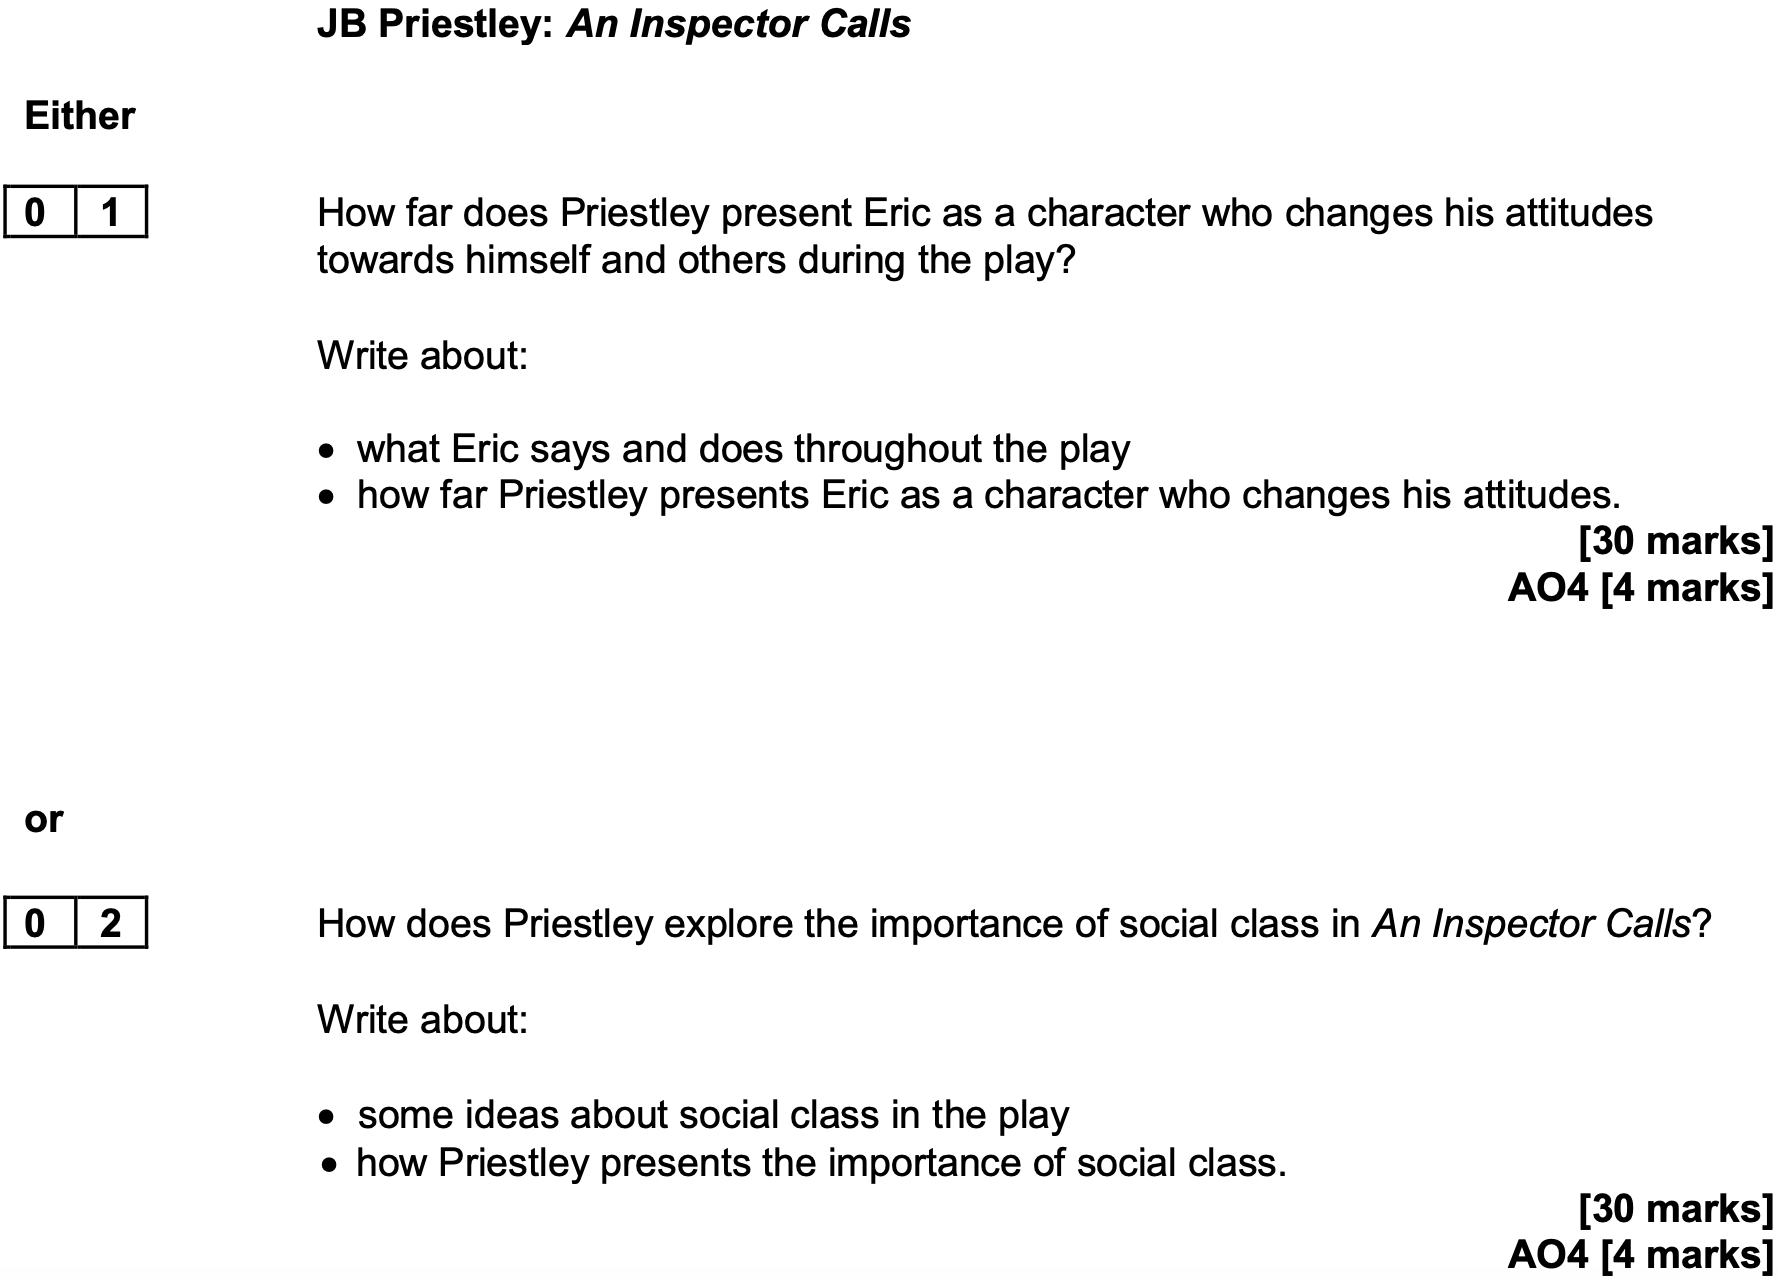 JB Priestley: An Inspector Calls
Either
0 1 How far does Priestley present Eric as a character who changes his attitudes
towards himself and others during the play?
Write about:
• what Eric says and does throughout the play
• how far Priestley presents Eric as a character who changes his attitudes.
[30 marks]
AO4 [4 marks]
or
0 2 How does Priestley explore the importance of social class in An Inspector Calls?
Write about:
• some ideas about social class in the play
• how Priestley presents the importance of social class.
[30 marks]
AO4 [4 marks]